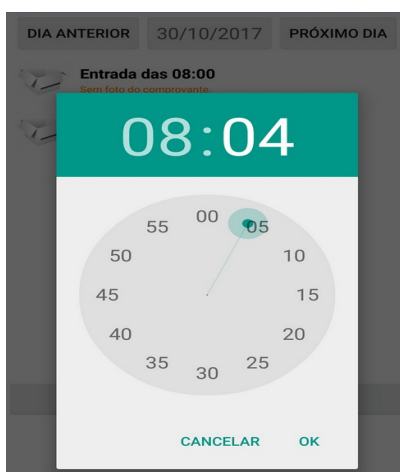 DIA ANTERIOR 30/10/2017 PRÓXIMO DIA
Entrada das 08:00
Sem foto do comprovante.
08:04
00
55 05
50 10
45 15
40 20
35 25
30
CANCELAR OK